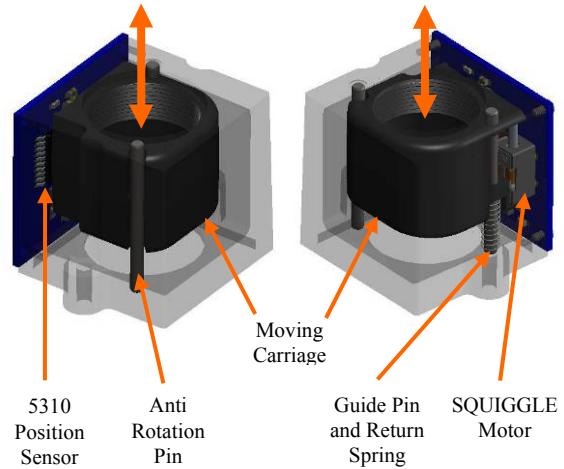 Moving
Carriage
5310
Position
Sensor
Anti
Rotation
Pin
Guide Pin
and Return
Spring
SQUIGGLE
Motor